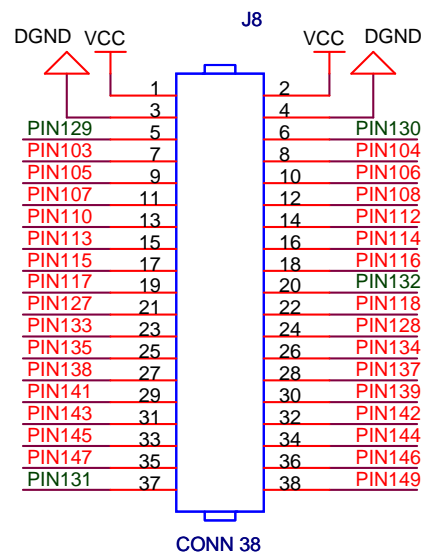 J8
DGND VCC VCC DGND
1 2
3 4
PIN129 5 6 PIN130
PIN103 7 8 PIN104
PIN105 9 10 PIN106
PIN107 11 12 PIN108
PIN110 13 14 PIN112
PIN113 15 16 PIN114
PIN115 17 18 PIN116
PIN117 19 20 PIN132
PIN127 21 22 PIN118
PIN133 23 24 PIN128
PIN135 25 26 PIN134
PIN138 27 28 PIN137
PIN141 29 30 PIN139
PIN143 31 32 PIN142
PIN145 33 34 PIN144
PIN147 35 36 PIN146
PIN131 37 38 PIN149
CONN 38